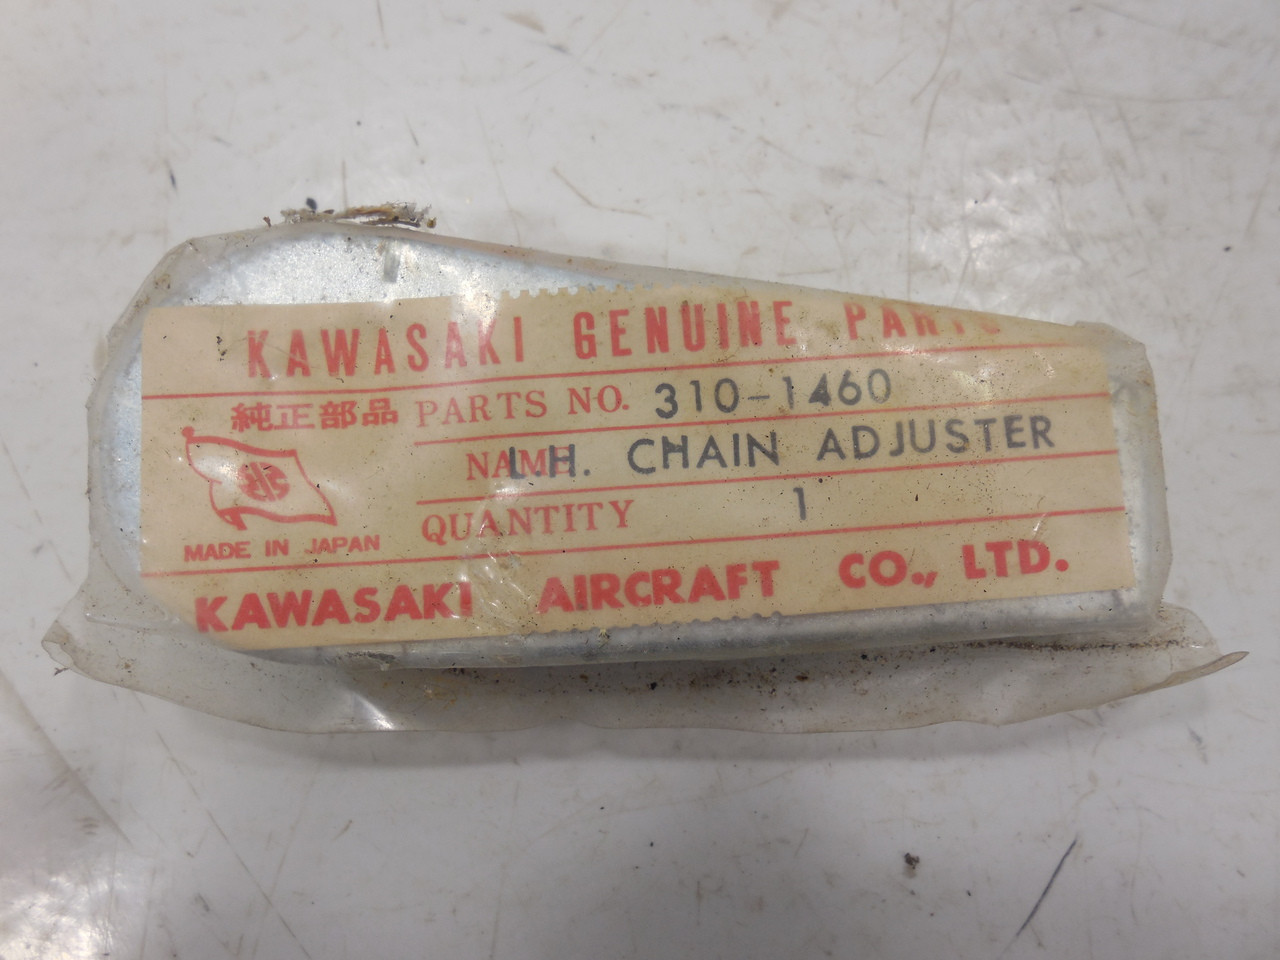 KAWASAKI GENUINE PARTS
純正部品 PARTS NO. 310-1460
NAME L.H. CHAIN ADJUSTER
QUANTITY 1
MADE IN JAPAN
KAWASAKI AIRCRAFT CO., LTD.